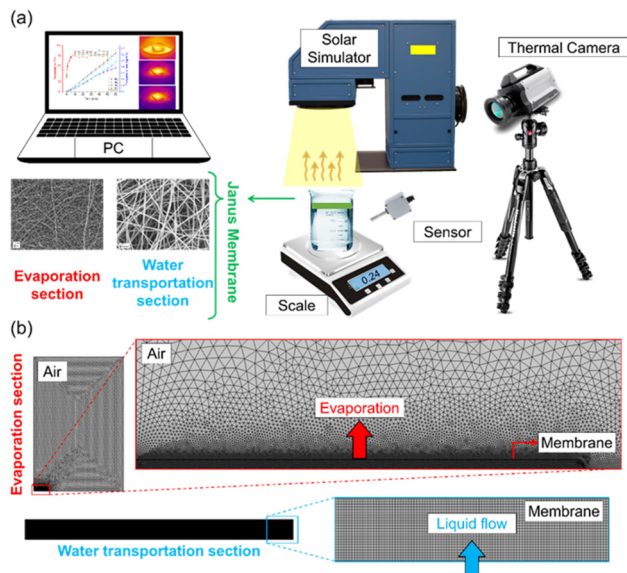 (a)
Solar
Simulator
Thermal Camera
PC
Janus Membrane
Sensor
Evaporation
section
Water
transportation
section
0.24
Scale
(b)
Evaporation section
Air
Air
Evaporation
Membrane
Membrane
Liquid flow
Water transportation section